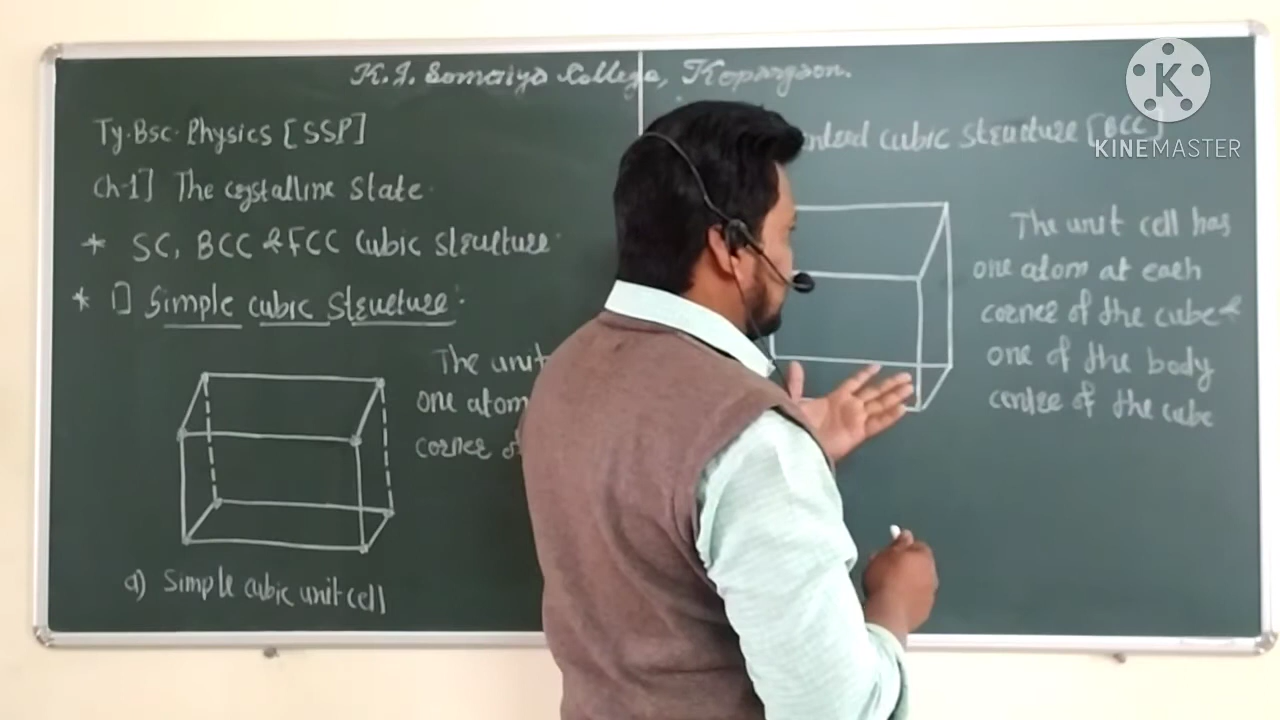 K.J. Somaiya College, Kopargaon.
Ty.Bsc. Physics [SSP]
Ch-1] The crystalline state.
* SC, BCC & FCC cubic structure.
* 1] Simple cubic structure.
The unit
one atom
corner of
a) Simple cubic unit cell
cubic structure [BCC]
The unit cell has
one atom at each
corner of the cube &
one of the body
centre of the cube
K
KINEMASTER